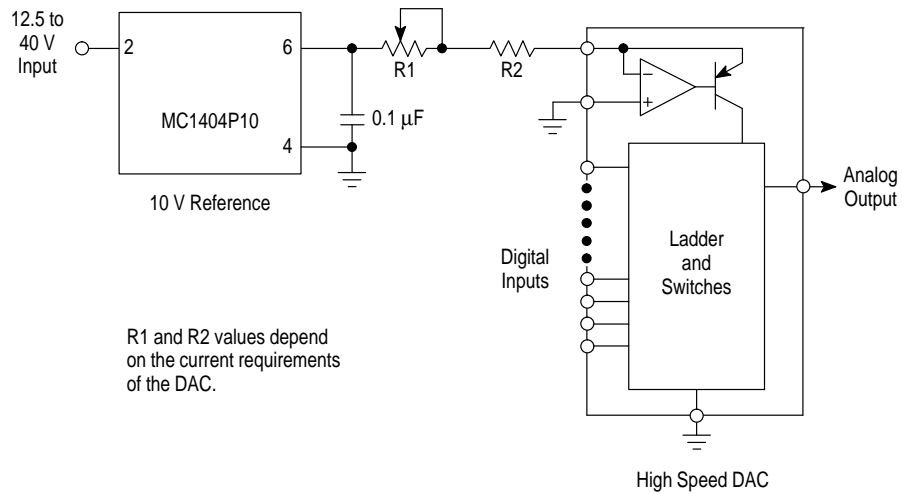 12.5 to
40 V
Input
2
6
4
MC1404P10
10 V Reference
0.1 μF
R1
R2
−
+
Digital
Inputs
Ladder
and
Switches
Analog
Output
R1 and R2 values depend
on the current requirements
of the DAC.
High Speed DAC